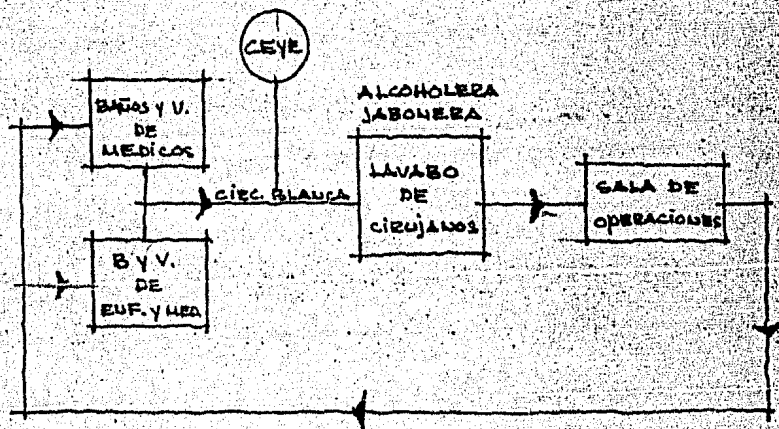 CEYE
BAÑOS Y V.
DE
MEDICOS
ALCOHOLERA
JABONERA
CIRC. BLANCA
LAVABO
DE
CIRUJANOS
SALA DE
OPERACIONES
B Y V.
DE
ENF. Y MED